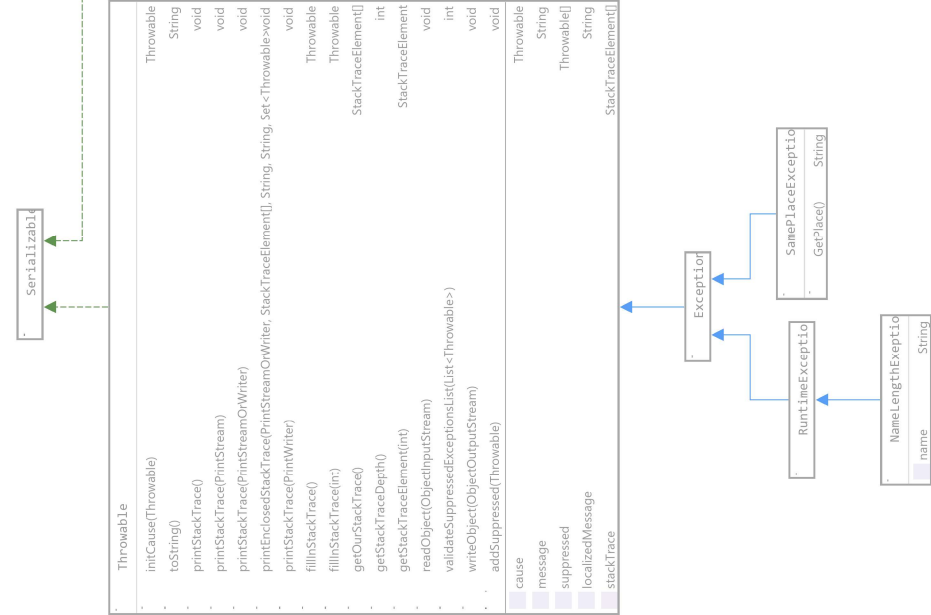 Serializable
Throwable
initCause(Throwable) Throwable
toString() String
printStackTrace() void
printStackTrace(PrintStream) void
printStackTrace(PrintStreamOrWriter) void
printEnclosedStackTrace(PrintStreamOrWriter, StackTraceElement[], String, String, Set<Throwable>void
printStackTrace(PrintWriter) void
fillInStackTrace() Throwable
fillInStackTrace(in:) Throwable
getOurStackTrace() StackTraceElement[]
getStackTraceDepth() int
getStackTraceElement(int) StackTraceElement
readObject(ObjectInputStream) void
validateSuppressedExceptionsList(List<Throwable>) int
writeObject(ObjectOutputStream) void
addSuppressed(Throwable) void
cause Throwable
message String
suppressed Throwable[]
localizedMessage String
stackTrace StackTraceElement[]
Exception
SamePlaceExceptio
GetPlace() String
RuntimeExceptio
NameLengthExeptio
name String